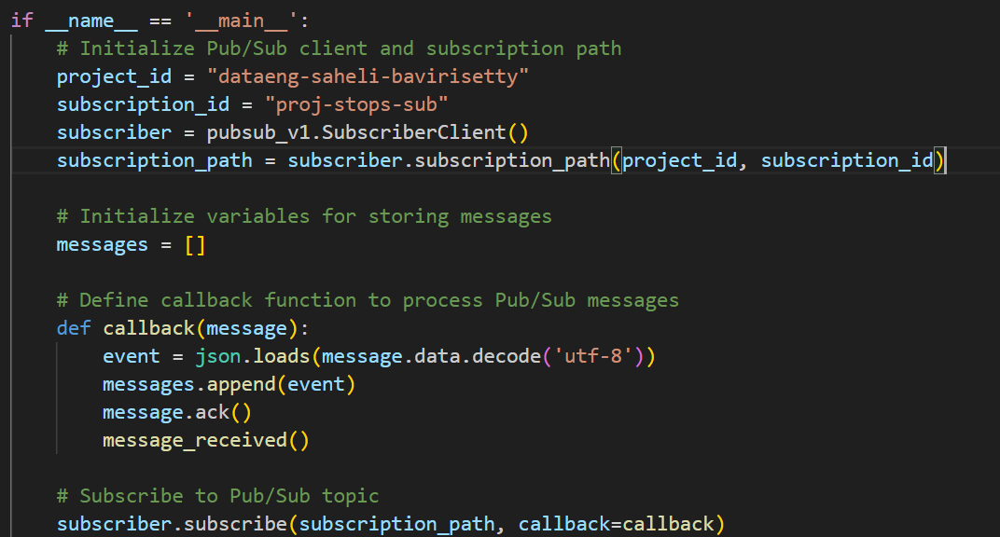 if __name__ == '__main__':
    # Initialize Pub/Sub client and subscription path
    project_id = "dataeng-saheli-bavirisetty"
    subscription_id = "proj-stops-sub"
    subscriber = pubsub_v1.SubscriberClient()
    subscription_path = subscriber.subscription_path(project_id, subscription_id)
    # Initialize variables for storing messages
    messages = []
    # Define callback function to process Pub/Sub messages
    def callback(message):
        event = json.loads(message.data.decode('utf-8'))
        messages.append(event)
        message.ack()
        message_received()
    # Subscribe to Pub/Sub topic
    subscriber.subscribe(subscription_path, callback=callback)